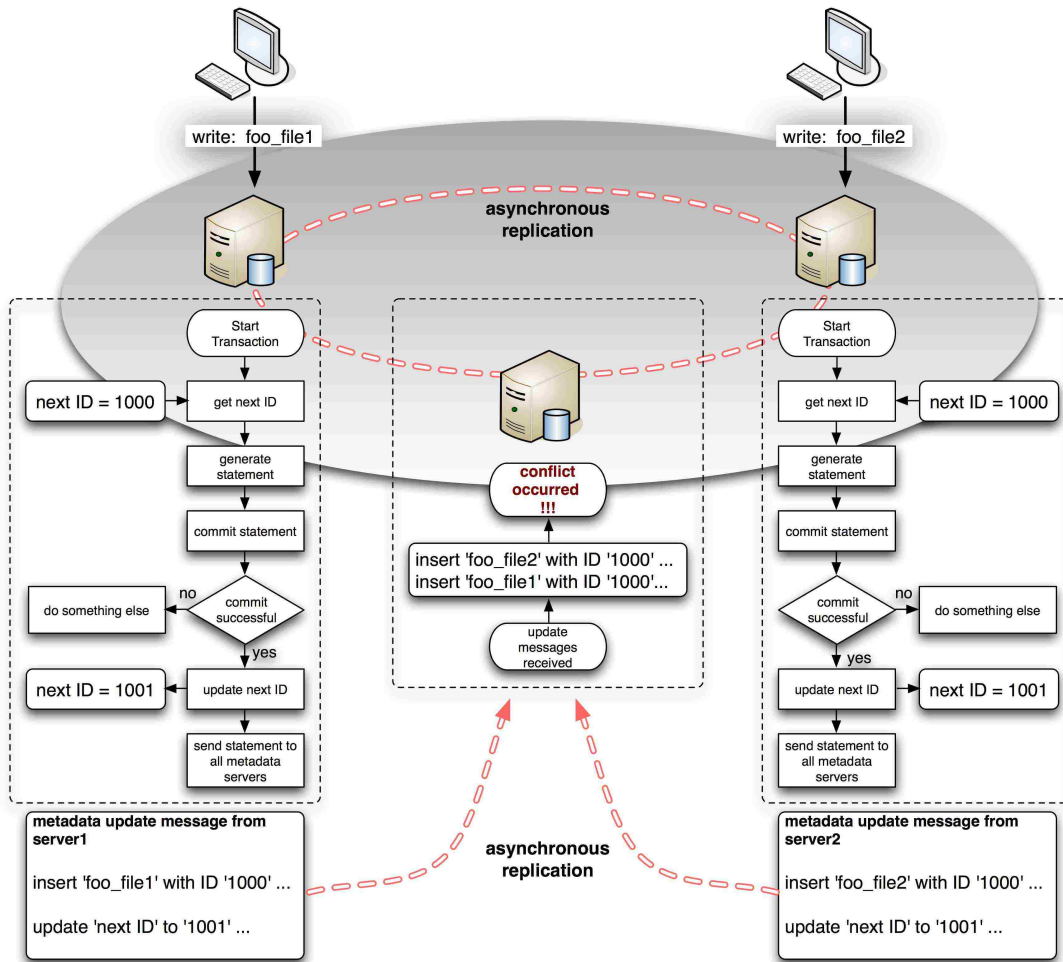 write:  foo_file1
write:  foo_file2
asynchronous
replication
Start
Transaction
next ID = 1000
get next ID
generate
statement
commit statement
no
commit
successful
do something else
yes
next ID = 1001
update next ID
send statement to
all metadata
servers
metadata update message from
server1
insert 'foo_file1' with ID '1000' ...
update 'next ID' to '1001' ...
conflict
occurred
!!!
insert 'foo_file2' with ID '1000' ...
insert 'foo_file1' with ID '1000'...
update
messages
received
asynchronous
replication
Start
Transaction
get next ID
next ID = 1000
generate
statement
commit statement
commit
successful
no
do something else
yes
update next ID
next ID = 1001
send statement to
all metadata
servers
metadata update message from
server2
insert 'foo_file2' with ID '1000' ...
update 'next ID' to '1001' ...